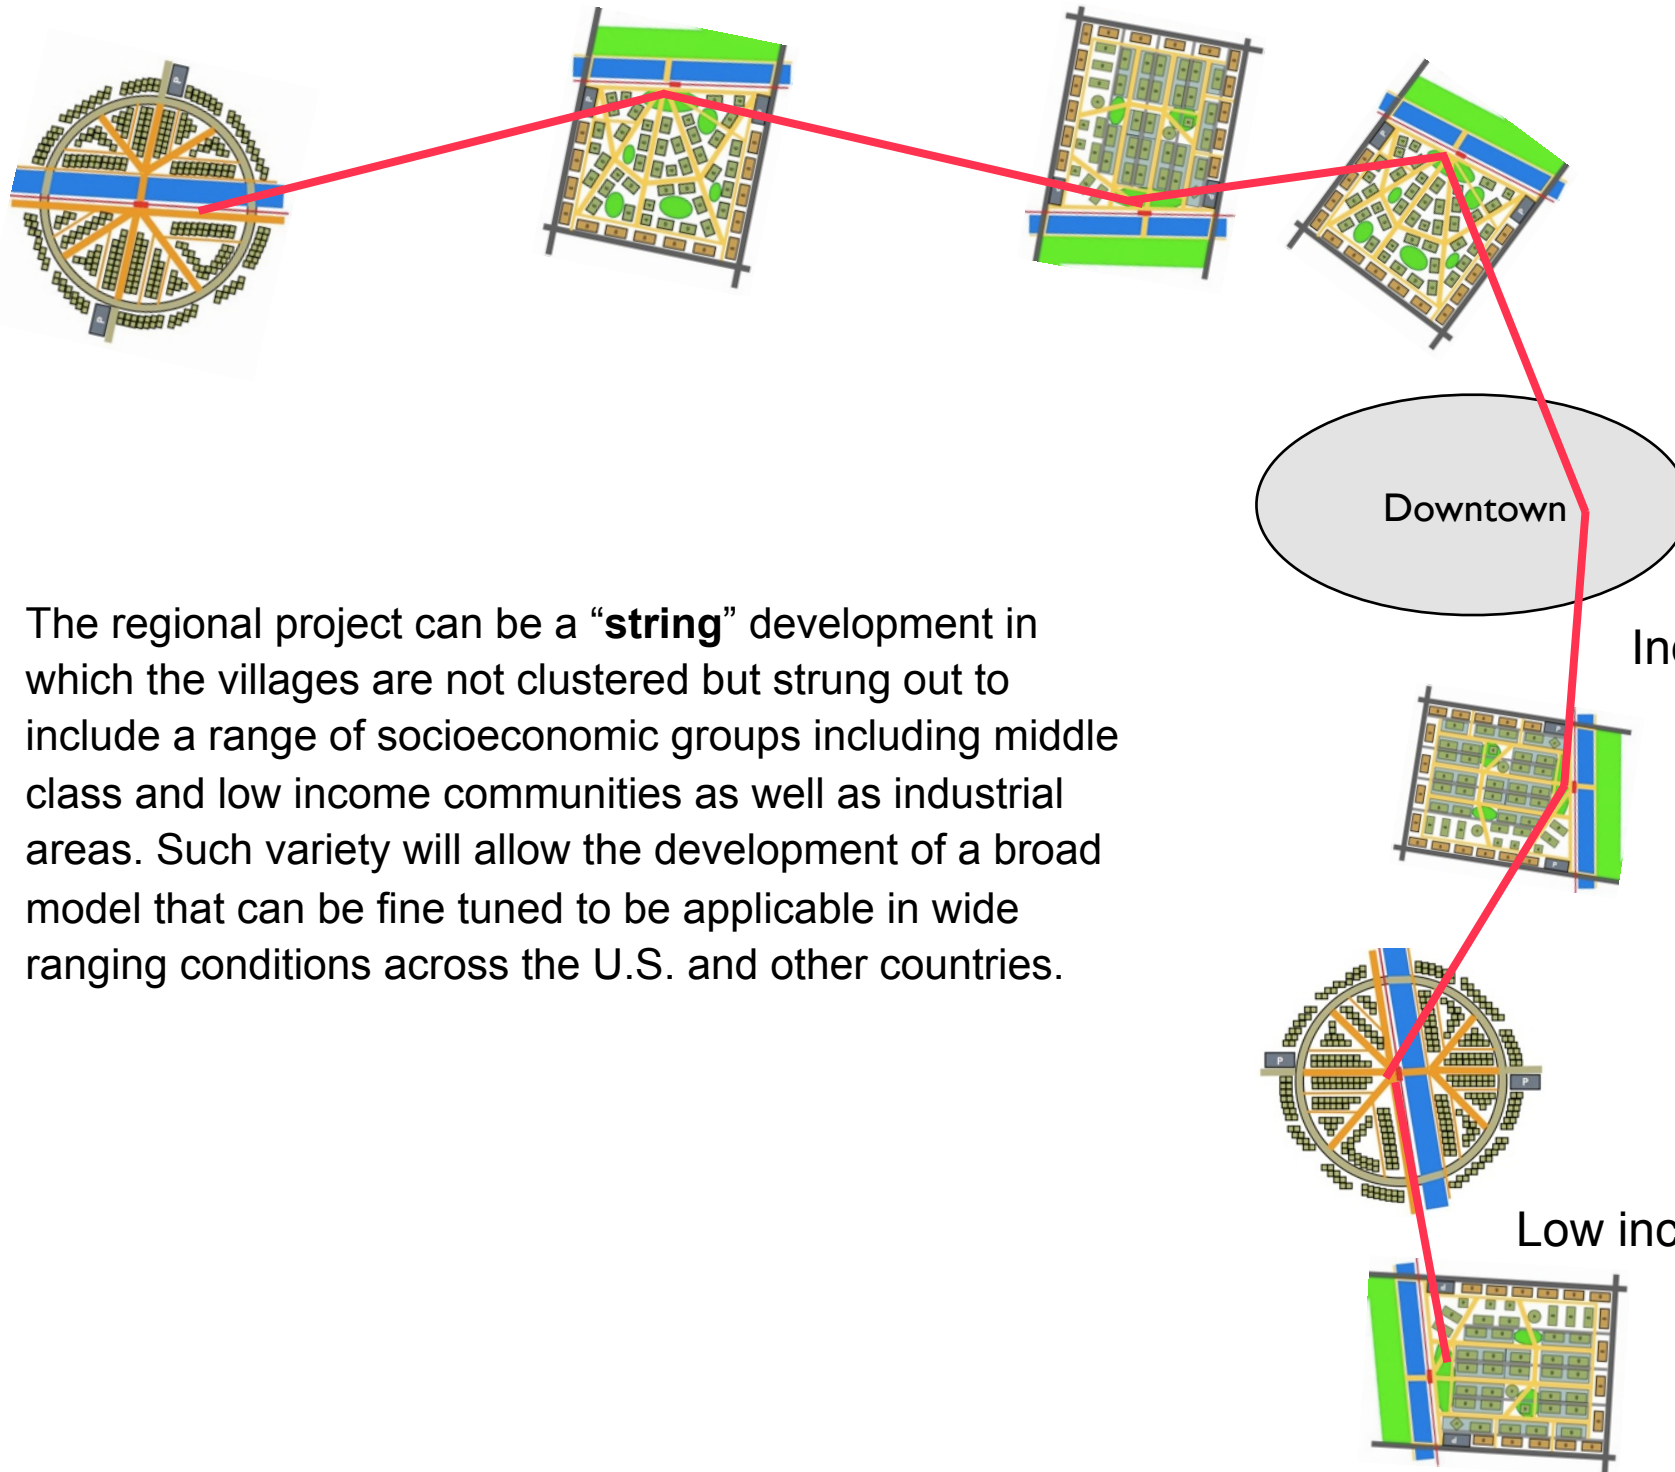 Downtown
The regional project can be a “string” development in
which the villages are not clustered but strung out to
include a range of socioeconomic groups including middle
class and low income communities as well as industrial
areas. Such variety will allow the development of a broad
model that can be fine tuned to be applicable in wide
ranging conditions across the U.S. and other countries.
Low
P
P
P
P